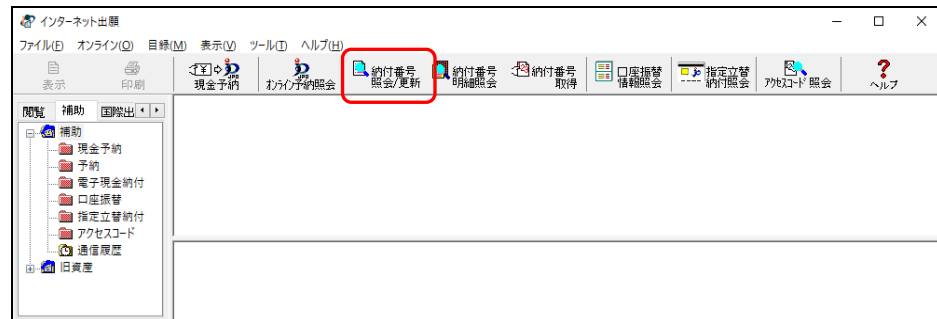 インターネット出願
ファイル(F) オンライン(O) 目録(M) 表示(V) ツール(T) ヘルプ(H)
表示
印刷
現金予納
オンライン予納照会
納付番号
照会/更新
納付番号
明細照会
納付番号
取得
口座振替
情報照会
指定立替
納付照会
アクセスコード 照会
ヘルプ
閲覧 補助 国際出
補助
現金予納
予納
電子現金納付
口座振替
指定立替納付
アクセスコード
通信履歴
旧資産